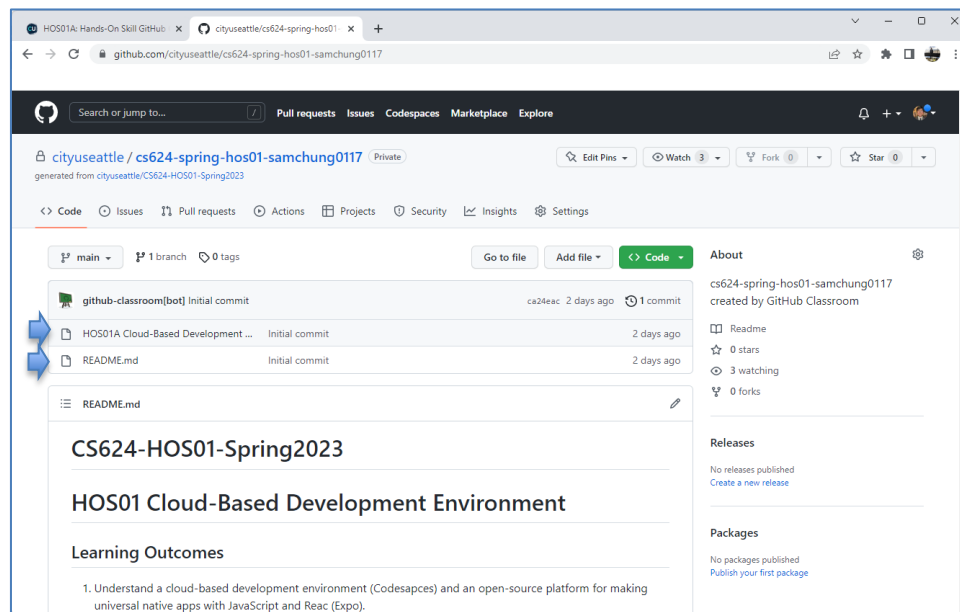 HOS01A: Hands-On Skill GitHub
cityuseattle/cs624-spring-hos01-
github.com/cityuseattle/cs624-spring-hos01-samchung0117
Search or jump to... / Pull requests Issues Codespaces Marketplace Explore
cityuseattle / cs624-spring-hos01-samchung0117 Private
Edit Pins Watch 3 Fork 0 Star 0
generated from cityuseattle/CS624-HOS01-Spring2023
Code Issues Pull requests Actions Projects Security Insights Settings
main 1 branch 0 tags Go to file Add file Code
github-classroom[bot] Initial commit ca24eac 2 days ago 1 commit
HOS01A Cloud-Based Development ... Initial commit 2 days ago
README.md Initial commit 2 days ago
README.md
CS624-HOS01-Spring2023
HOS01 Cloud-Based Development Environment
Learning Outcomes
1. Understand a cloud-based development environment (Codesapces) and an open-source platform for making
universal native apps with JavaScript and Reac (Expo).
About
cs624-spring-hos01-samchung0117
created by GitHub Classroom
Readme
0 stars
3 watching
0 forks
Releases
No releases published
Create a new release
Packages
No packages published
Publish your first package